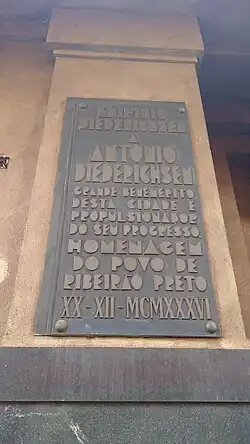 EDIFICIO
DIEDERICHSEN
A
ANTÔNIO
DIEDERICHSEN
GRANDE BENEMERITO
DESTA CIDADE E
PROPULSIONADOR
DO SEU PROGRESSO
HOMENAGEM
DO POVO DE
RIBEIRÃO PRETO
XX-XII-MCMXXXVI